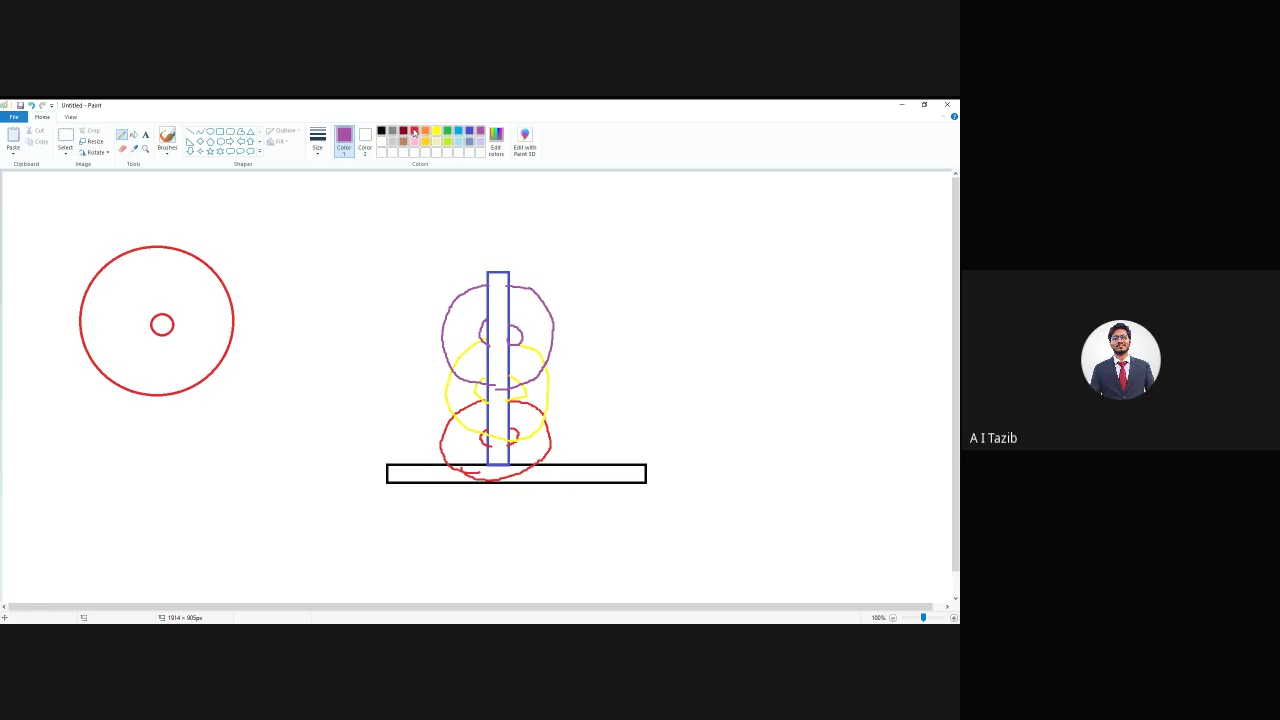 Untitled - Paint
File Home View
Cut
Copy
Paste
Clipboard
Crop
Resize
Rotate
Select
Image
A
Tools
Brushes
Outline
Fill
Shapes
Size
Color 1
Color 2
Colors
Edit colors
Edit with Paint 3D
1914 × 905px
100%
A I Tazib